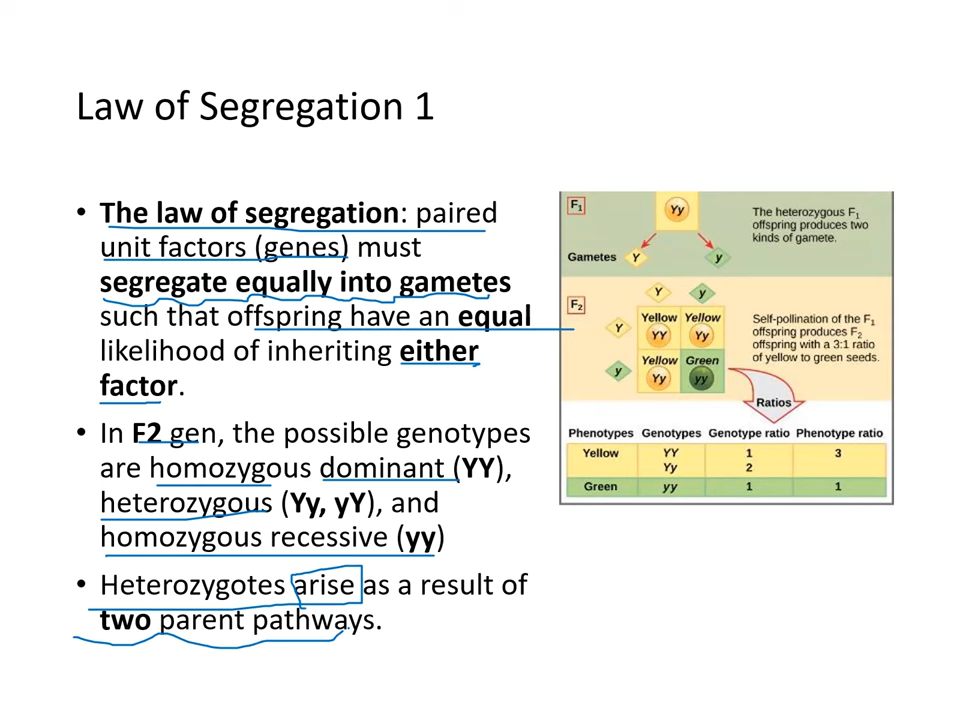 Law of Segregation 1
• The law of segregation: paired
unit factors (genes) must
segregate equally into gametes
such that offspring have an equal
likelihood of inheriting either
factor.
• In F2 gen, the possible genotypes
are homozygous dominant (YY),
heterozygous (Yy, yY), and
homozygous recessive (yy)
• Heterozygotes arise as a result of
two parent pathways.
F1
Yy
The heterozygous F1
offspring produces two
kinds of gamete.
Gametes Y y
F2
Y y
Yellow Yellow
Y YY Yy
Yellow Green
y Yy yy
Self-pollination of the F1
offspring produces F2
offspring with a 3:1 ratio
of yellow to green seeds.
Ratios
Phenotypes Genotypes Genotype ratio Phenotype ratio
Yellow YY 1 3
Yy 2
Green yy 1 1